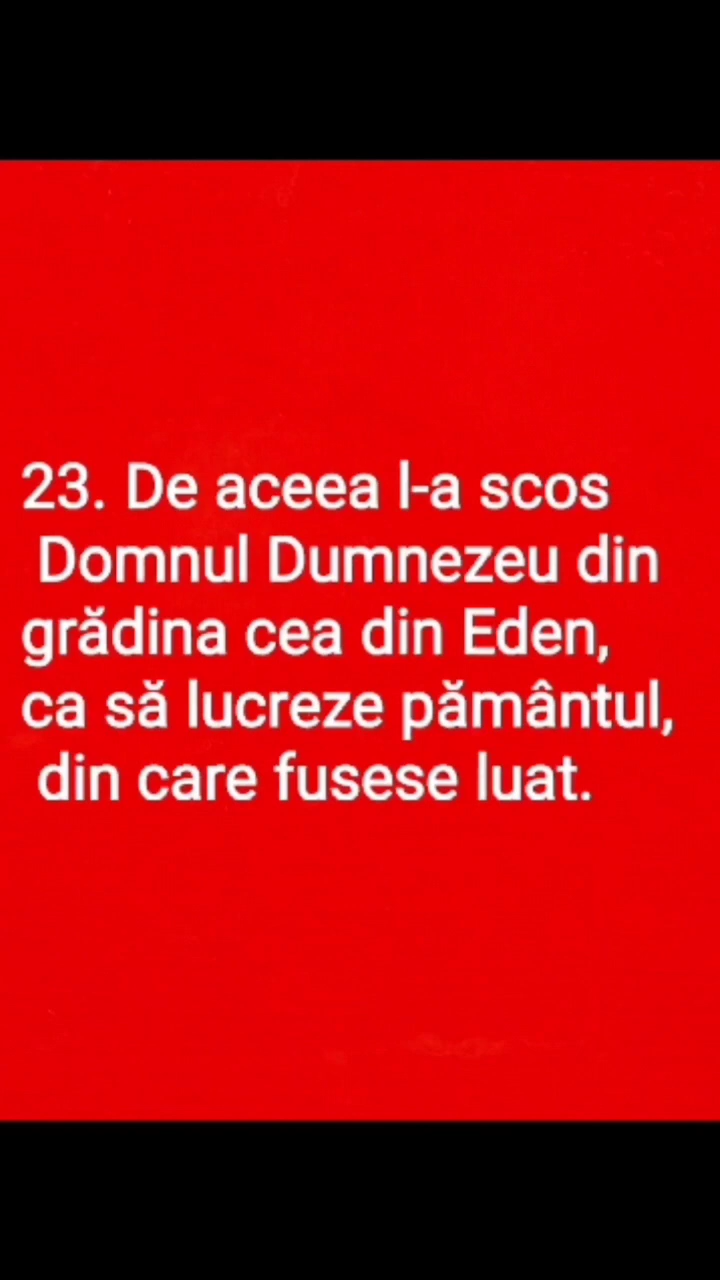 23. De aceea l-a scos
Domnul Dumnezeu din
grădina cea din Eden,
ca să lucreze pământul,
din care fusese luat.